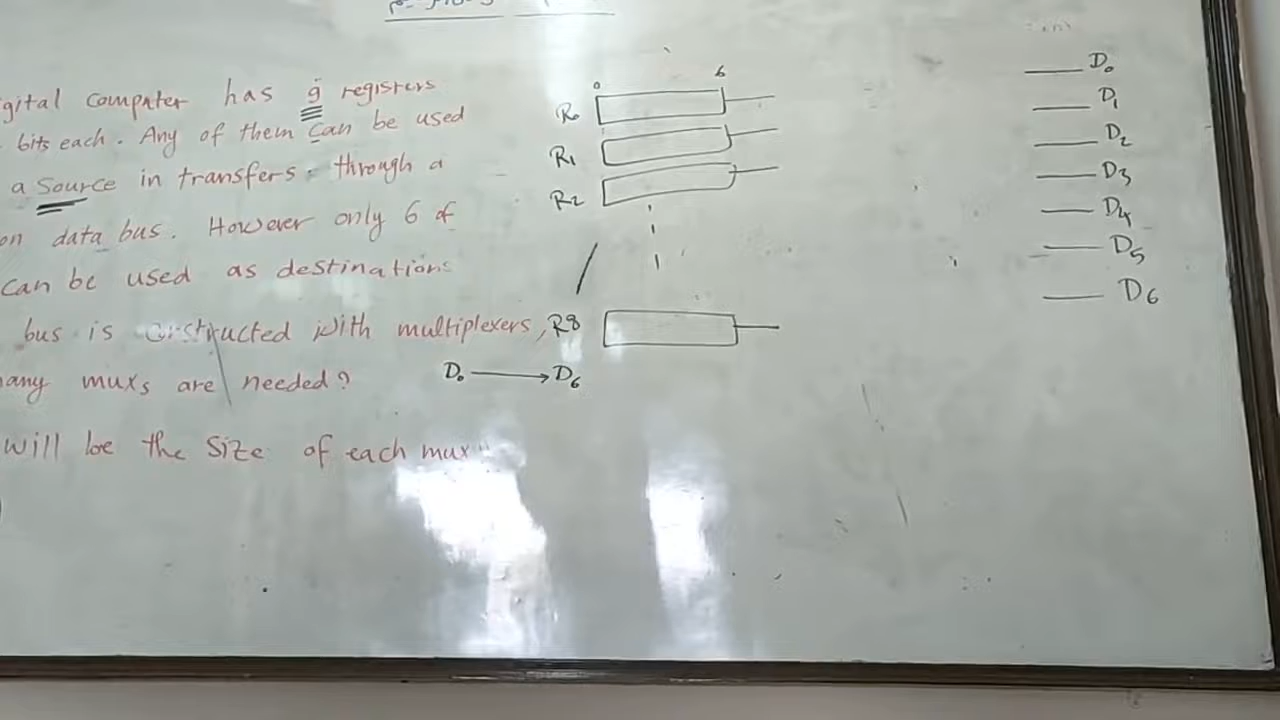 gital computer has 9 registers
bits each. Any of them can be used
a source in transfers through a
on data bus. However only 6 of
can be used as destinations
bus is constructed with multiplexers,
any muxs are needed?
will be the size of each mux
0 6
R0
R1
R2
R8
D0 → D6
D0
D1
D2
D3
D4
D5
D6